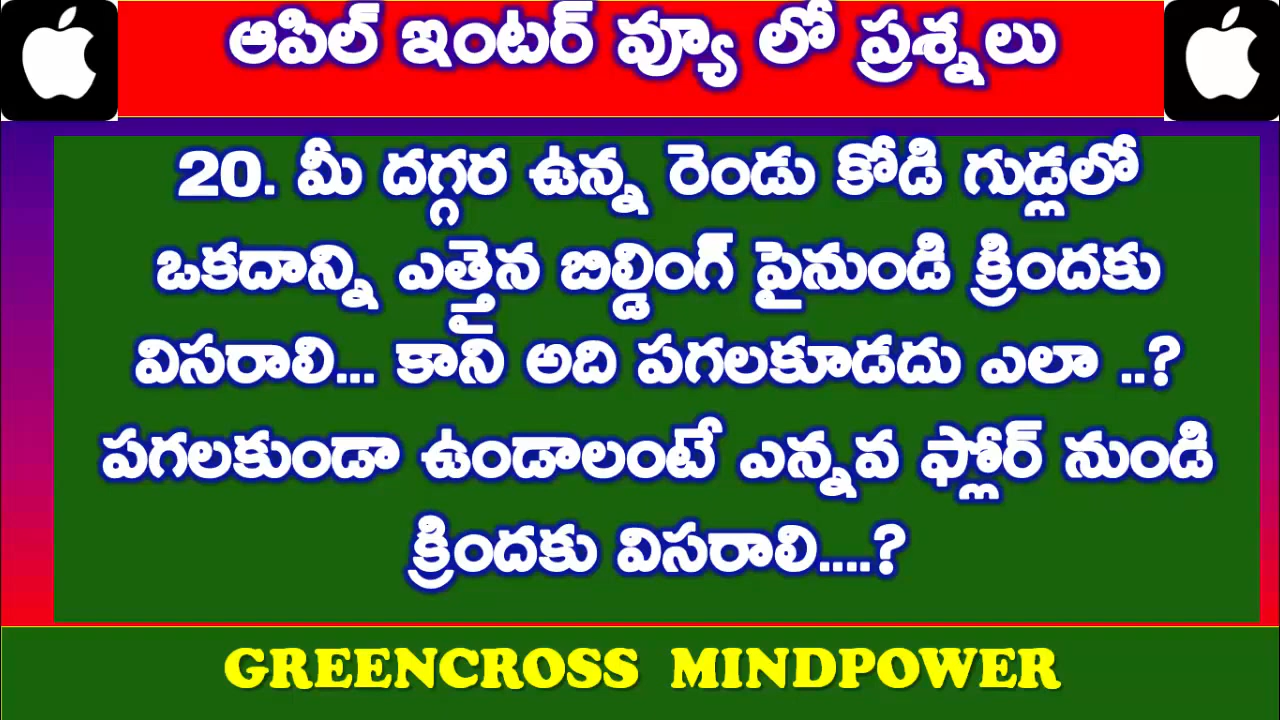 ఆపిల్ ఇంటర్ వ్యూ లో ప్రశ్నలు
20. మీ దగ్గర ఉన్న రెండు కోడి గుడ్లలో
ఒకదాన్ని ఎత్తైన బిల్డింగ్ పైనుండి క్రిందకు
విసరాలి... కాని అది పగలకూడదు ఎలా ..?
పగలకుండా ఉండాలంటే ఎన్నవ ఫ్లోర్ నుండి
క్రిందకు విసరాలి....?
GREENCROSS MINDPOWER